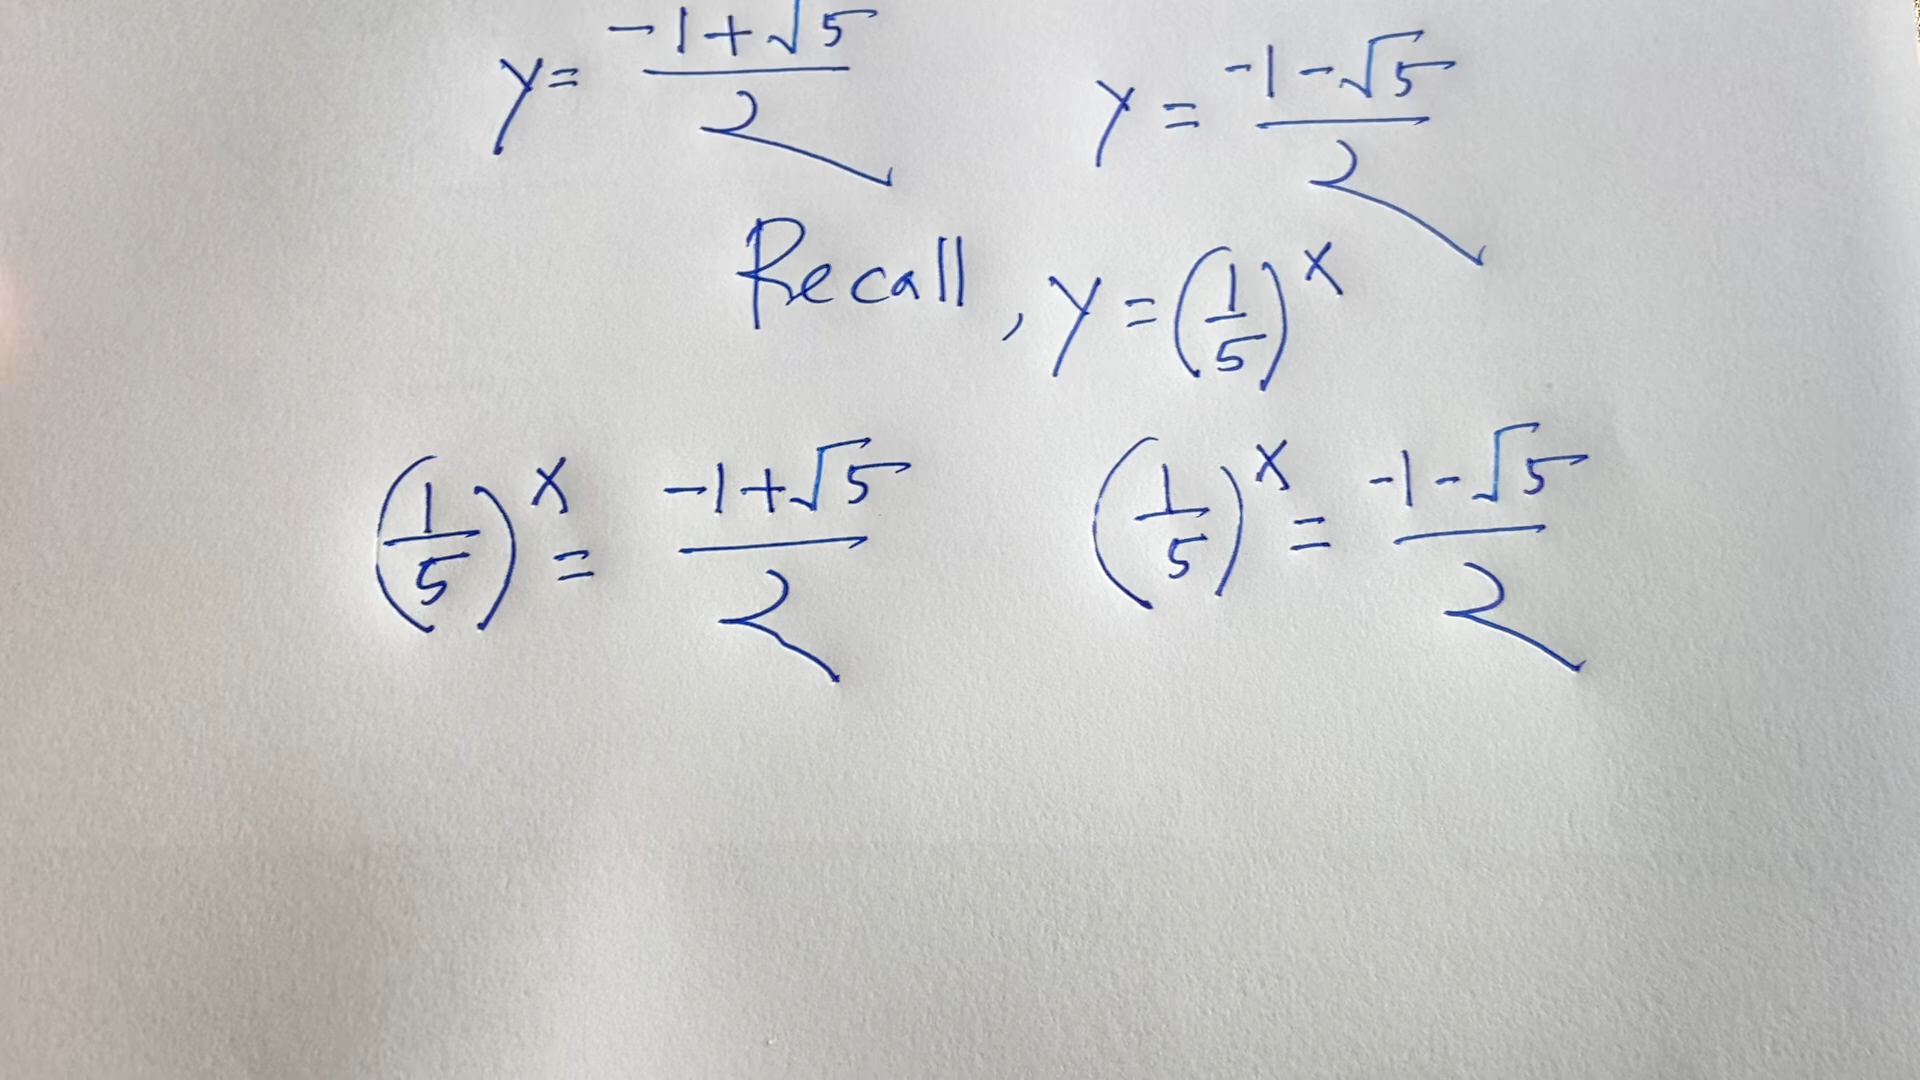 y = (-1+√5)/2    y = (-1-√5)/2
Recall, y = (1/5)^x
(1/5)^x = (-1+√5)/2    (1/5)^x = (-1-√5)/2